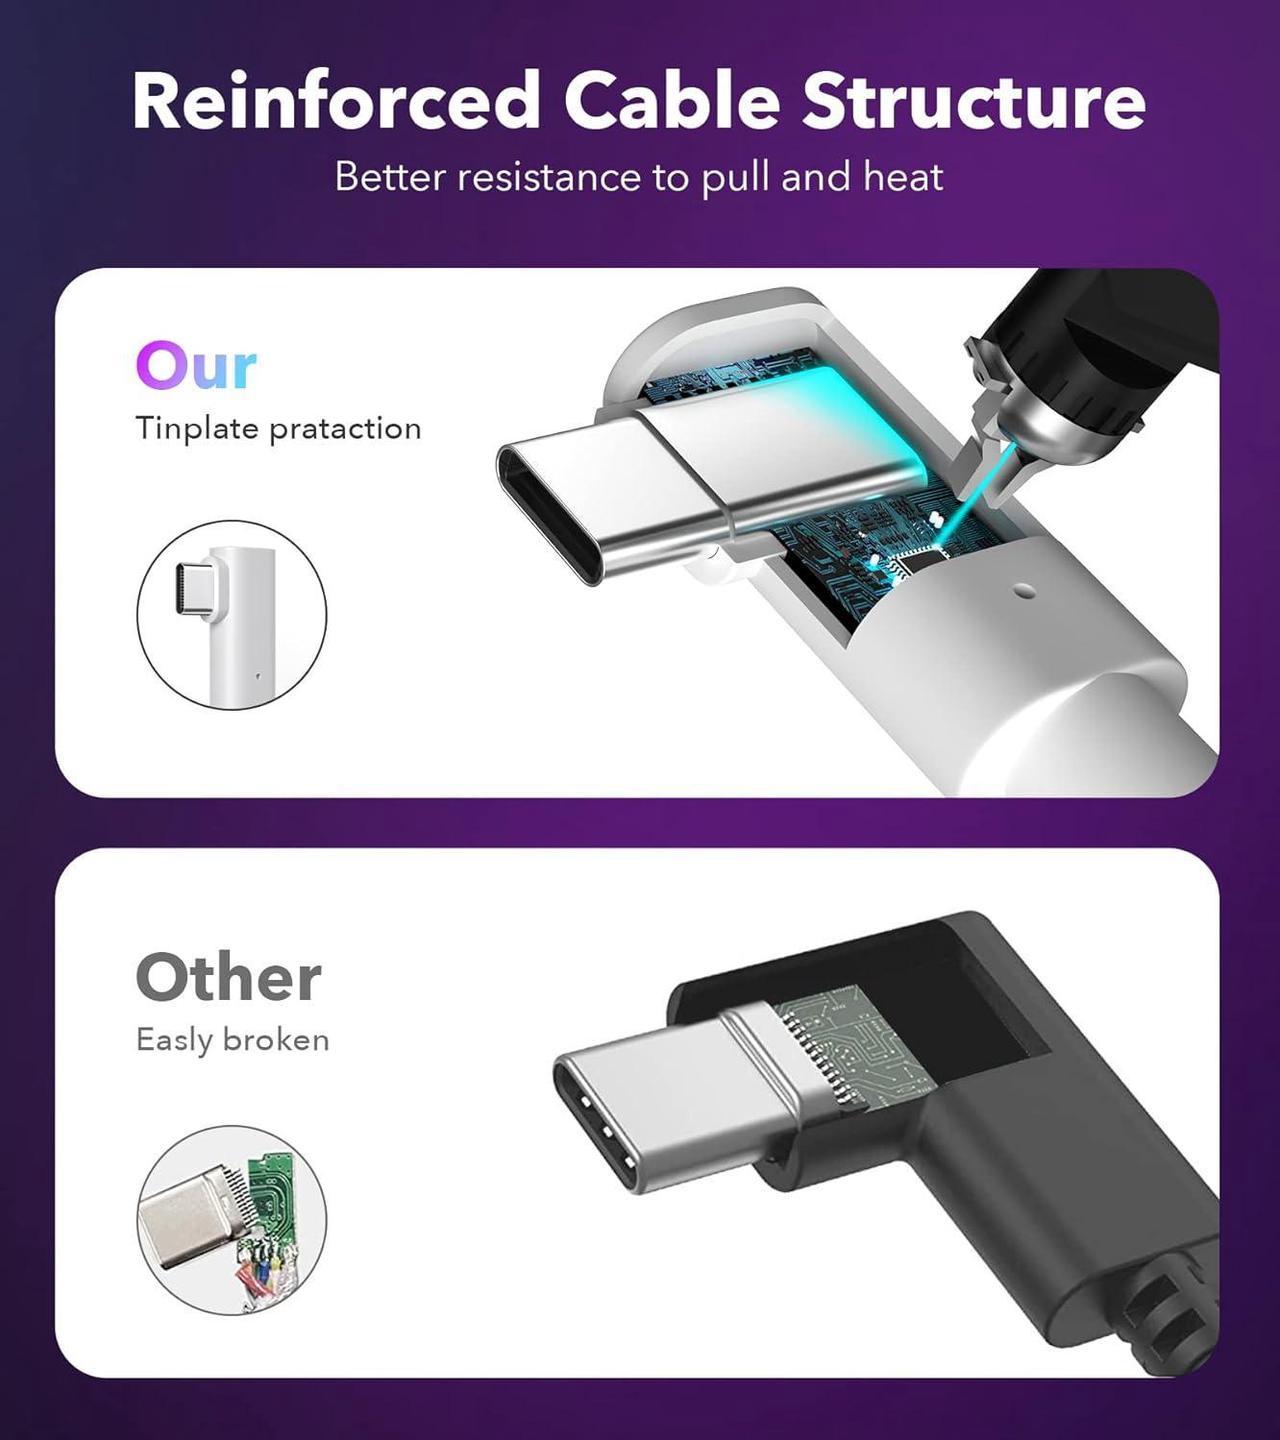 Reinforced Cable Structure
Better resistance to pull and heat
Our
Tinplate prataction
Other
Easly broken